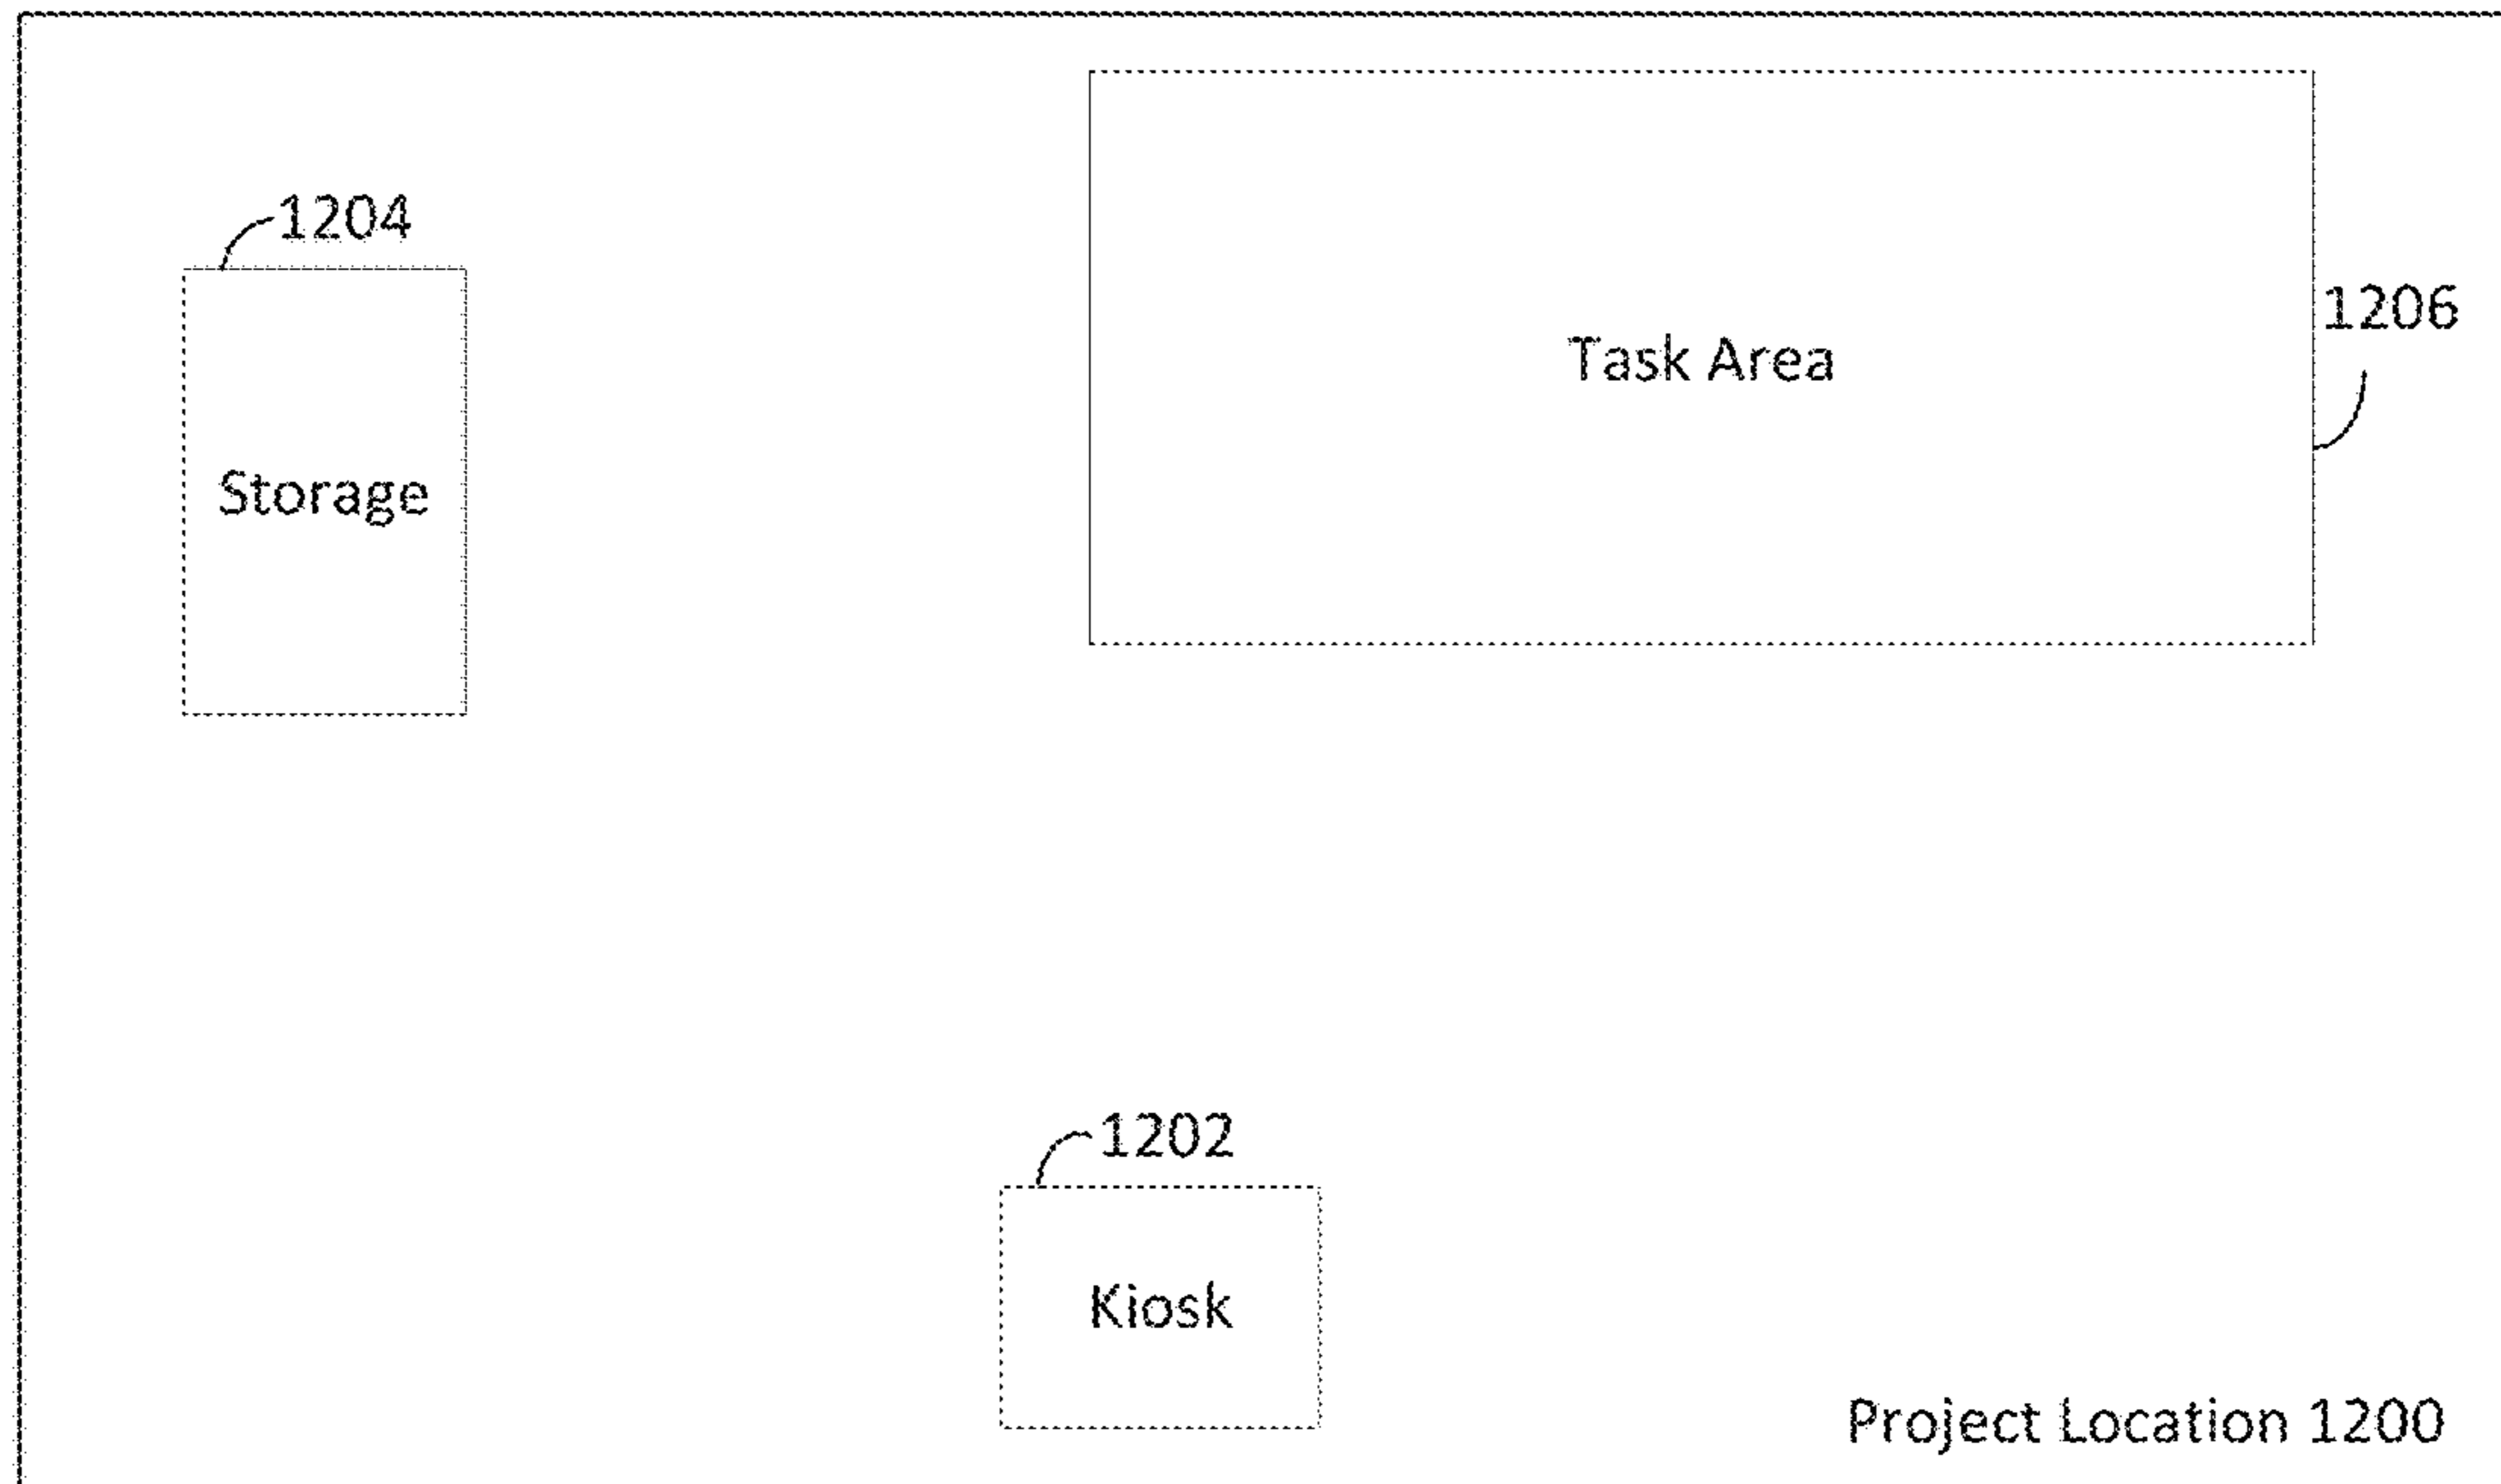 1204
1206
Task Area
Storage
1202
Kiosk
Project Location 1200